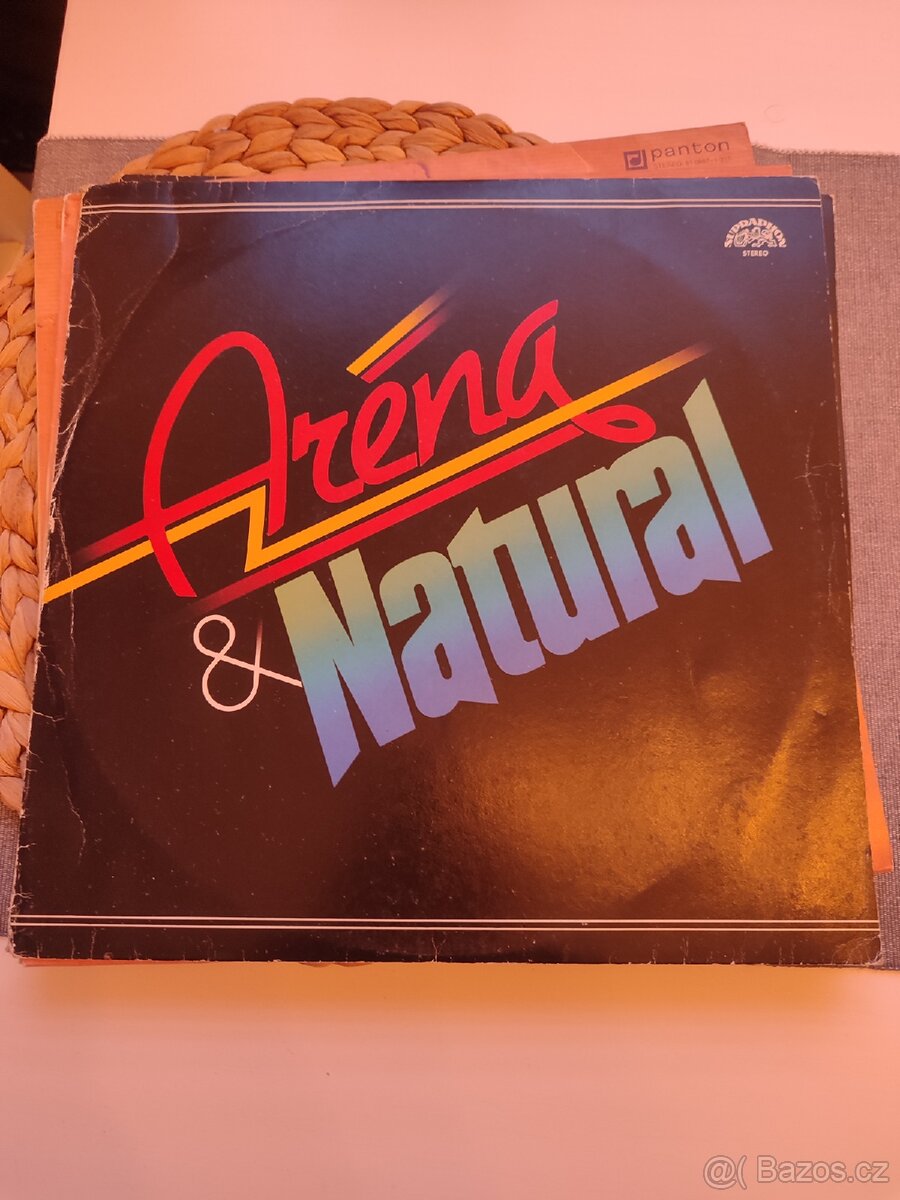 panton
SUPRAPHON
STEREO
Aréna
& Natural
@( Bazos.cz